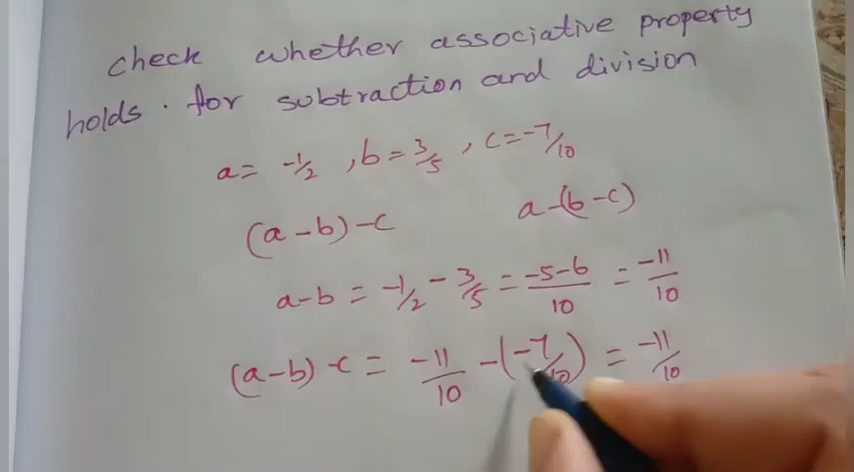 check whether associative property
holds . for subtraction and division
a = -1/2 , b = 3/5 , c = -7/10
(a - b) - c a - (b - c)
a - b = -1/2 - 3/5 = -5-6/10 = -11/10
(a - b) - c = -11/10 - (-7/10) = -11/10